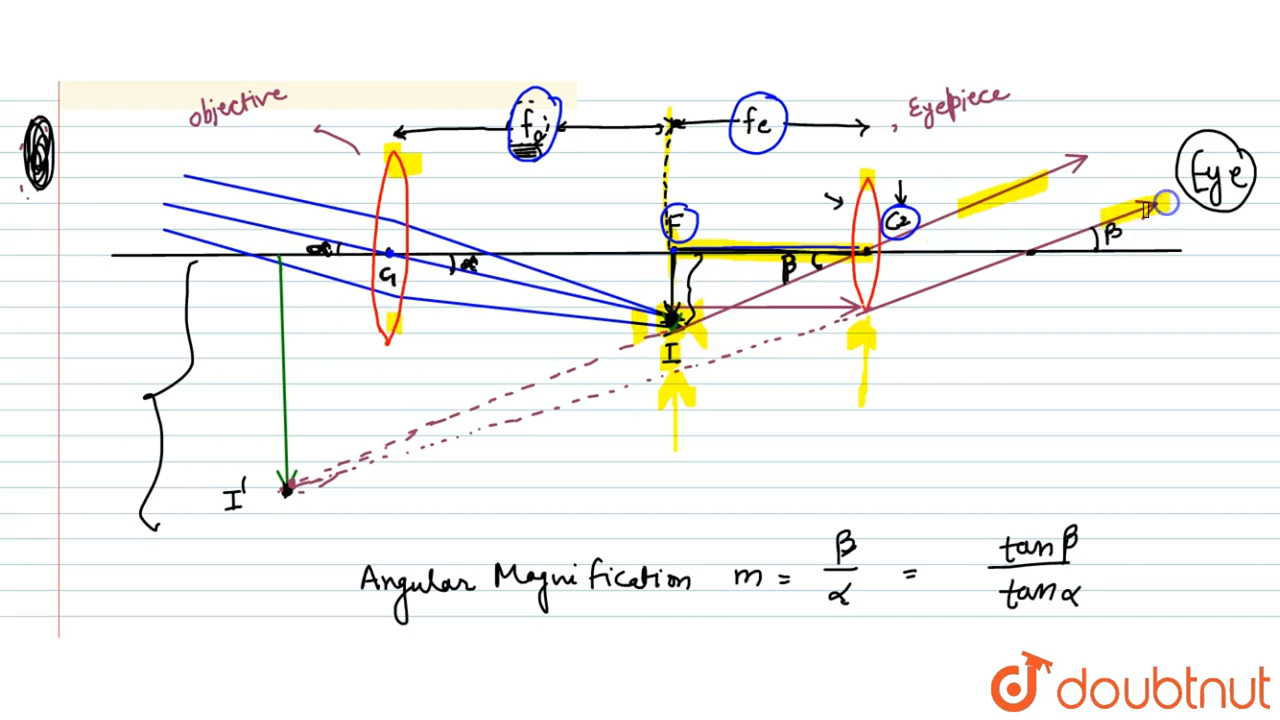 objective
fo
fe
Eyepiece
Eye
F
C2
α
C1
α
β
β
I
I'
Angular Magnification m = β/α = tanβ/tanα
doubtnut